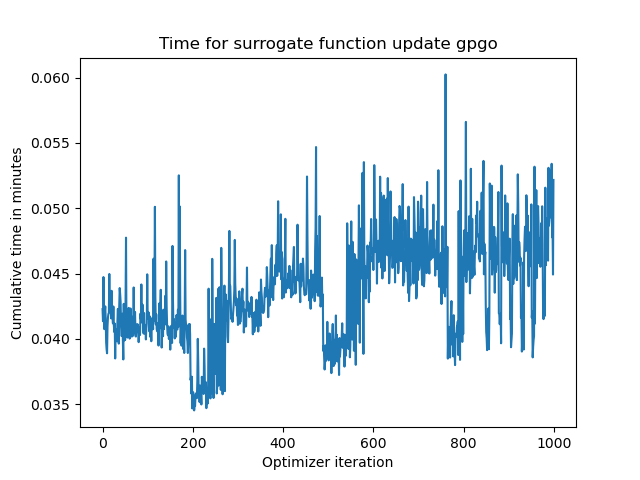 Time for surrogate function update gpgo
0.060
0.055
0.050
0.045
0.040
0.035
Cumulative time in minutes
0 200 400 600 800 1000
Optimizer iteration